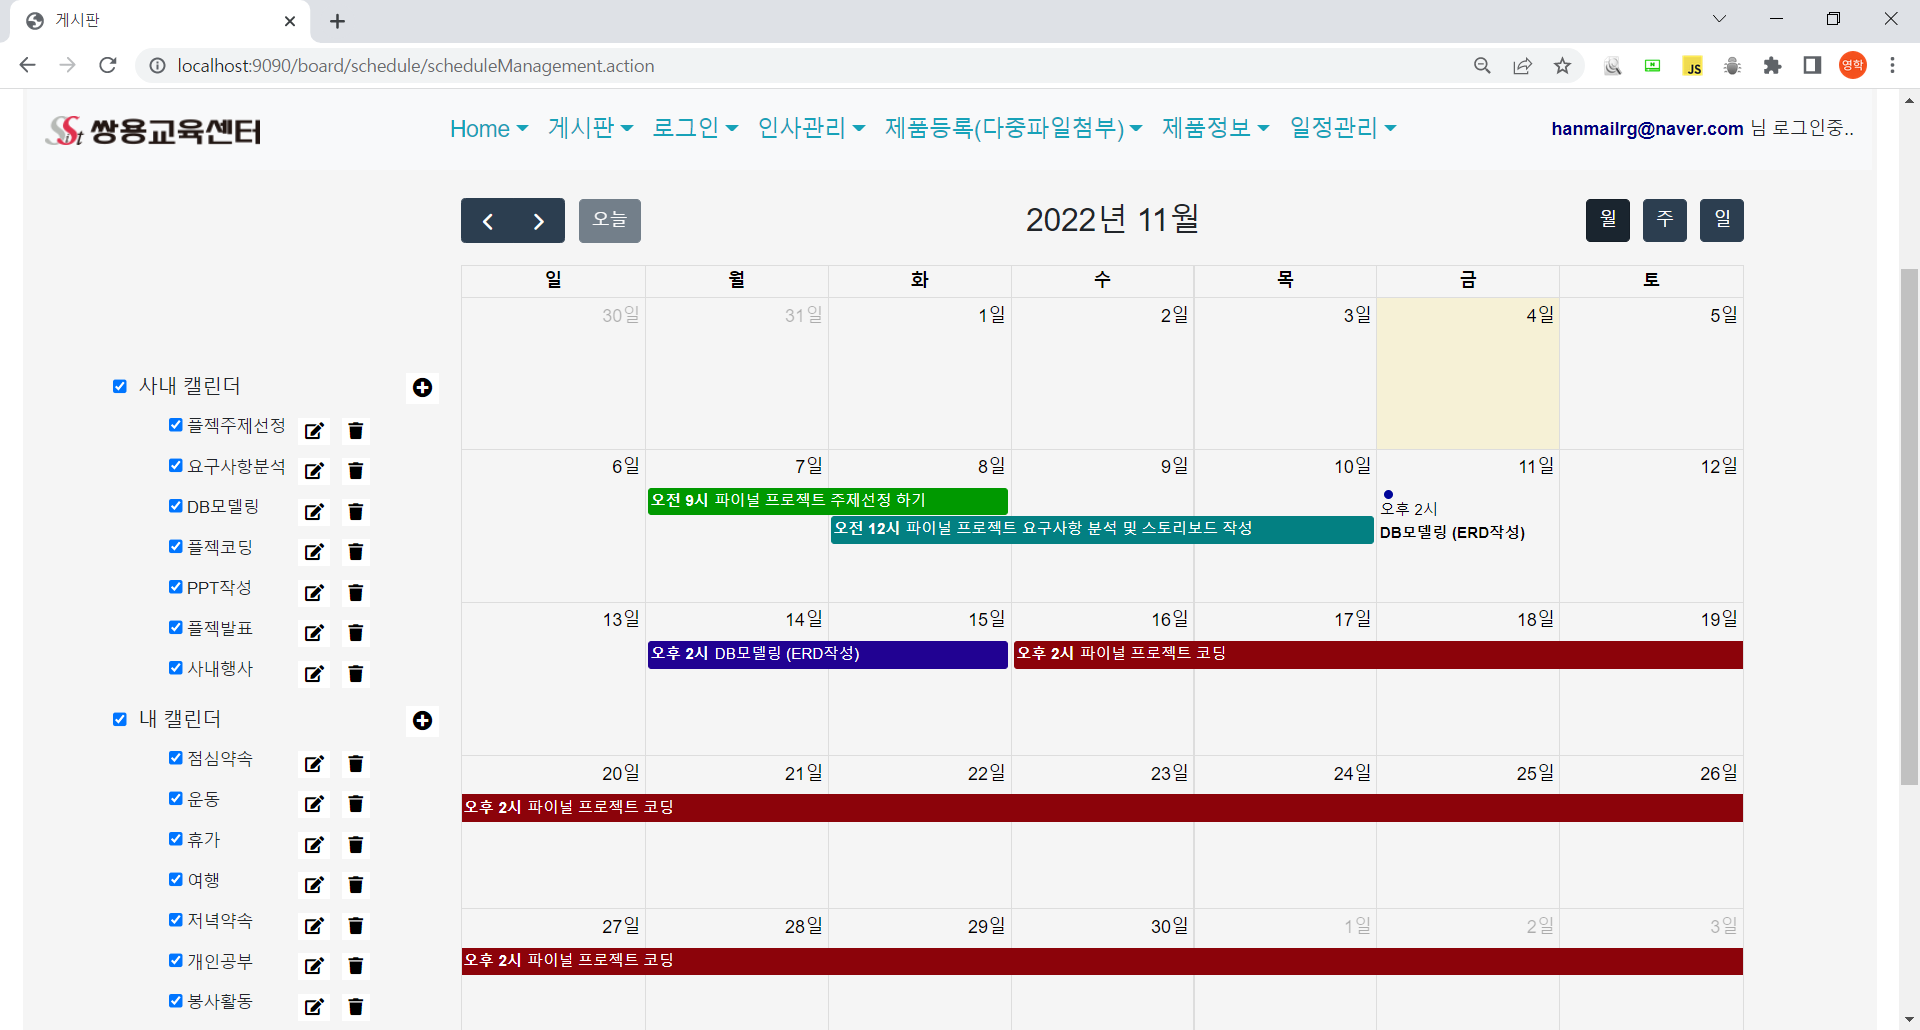 게시판
localhost:9090/board/schedule/scheduleManagement.action
JS
영학
SSist 쌍용교육센터
Home 게시판 로그인 인사관리 제품등록(다중파일첨부) 제품정보 일정관리
hanmailrg@naver.com 님 로그인중..
오늘
2022년 11월
월 주 일
일 월 화 수 목 금 토
30일 31일 1일 2일 3일 4일 5일
6일 7일 8일 9일 10일 11일 12일
오전 9시 파이널 프로젝트 주제선정 하기
오전 12시 파이널 프로젝트 요구사항 분석 및 스토리보드 작성
오후 2시
DB모델링 (ERD작성)
13일 14일 15일 16일 17일 18일 19일
오후 2시 DB모델링 (ERD작성)
오후 2시 파이널 프로젝트 코딩
20일 21일 22일 23일 24일 25일 26일
오후 2시 파이널 프로젝트 코딩
27일 28일 29일 30일 1일 2일 3일
오후 2시 파이널 프로젝트 코딩
사내 캘린더
플젝주제선정
요구사항분석
DB모델링
플젝코딩
PPT작성
플젝발표
사내행사
내 캘린더
점심약속
운동
휴가
여행
저녁약속
개인공부
봉사활동